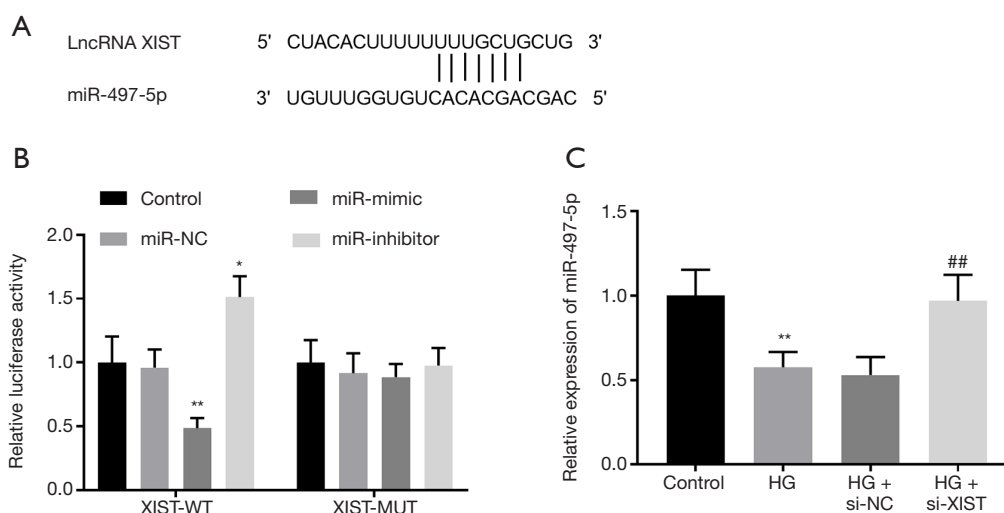 A
LncRNA XIST 5' CUACACUUUUUUUUGCUGCUG 3'
miR-497-5p 3' UGUUUGGUGUCACACGACGAC 5'
B
Control
miR-NC
miR-mimic
miR-inhibitor
Relative luciferase activity
2.0
1.5
1.0
0.5
0.0
**
*
XIST-WT
XIST-MUT
C
Relative expression of miR-497-5p
1.5
1.0
0.5
0.0
**
##
Control
HG
HG +
si-NC
HG +
si-XIST